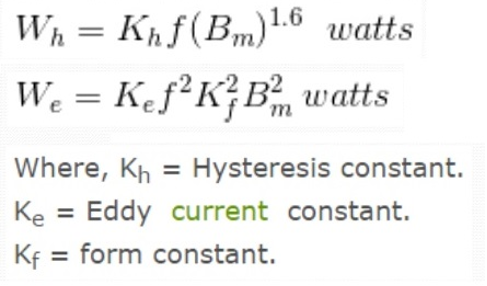 W_h = K_h f(B_m)^{1.6} watts
W_e = K_e f^2 K_f^2 B_m^2 watts
Where, K_h = Hysteresis constant.
K_e = Eddy current constant.
K_f = form constant.